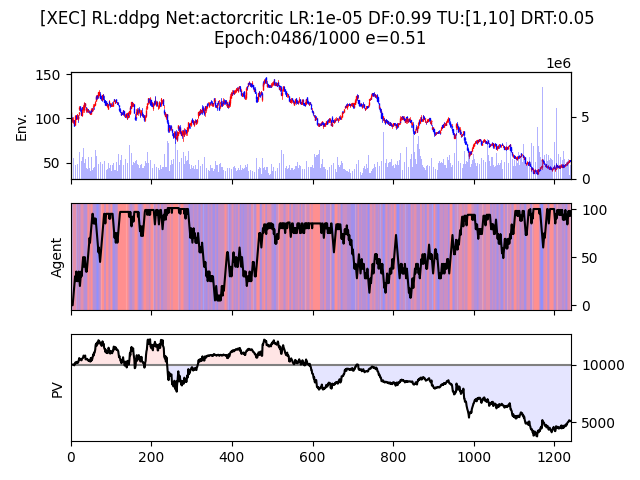 [XEC] RL:ddpg Net:actorcritic LR:1e-05 DF:0.99 TU:[1,10] DRT:0.05
Epoch:0486/1000 e=0.51
1e6
150
100
50
Env.
5
0
Agent
100
50
0
PV
10000
5000
0 200 400 600 800 1000 1200